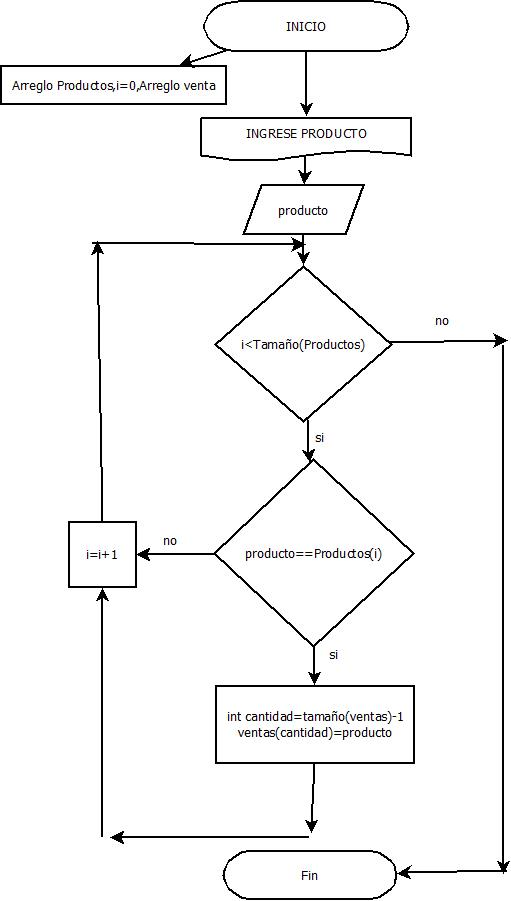 INICIO
Arreglo Productos,i=0,Arreglo venta
INGRESE PRODUCTO
producto
i<Tamaño(Productos)
no
si
producto==Productos(i)
no
i=i+1
si
int cantidad=tamaño(ventas)-1
ventas(cantidad)=producto
Fin